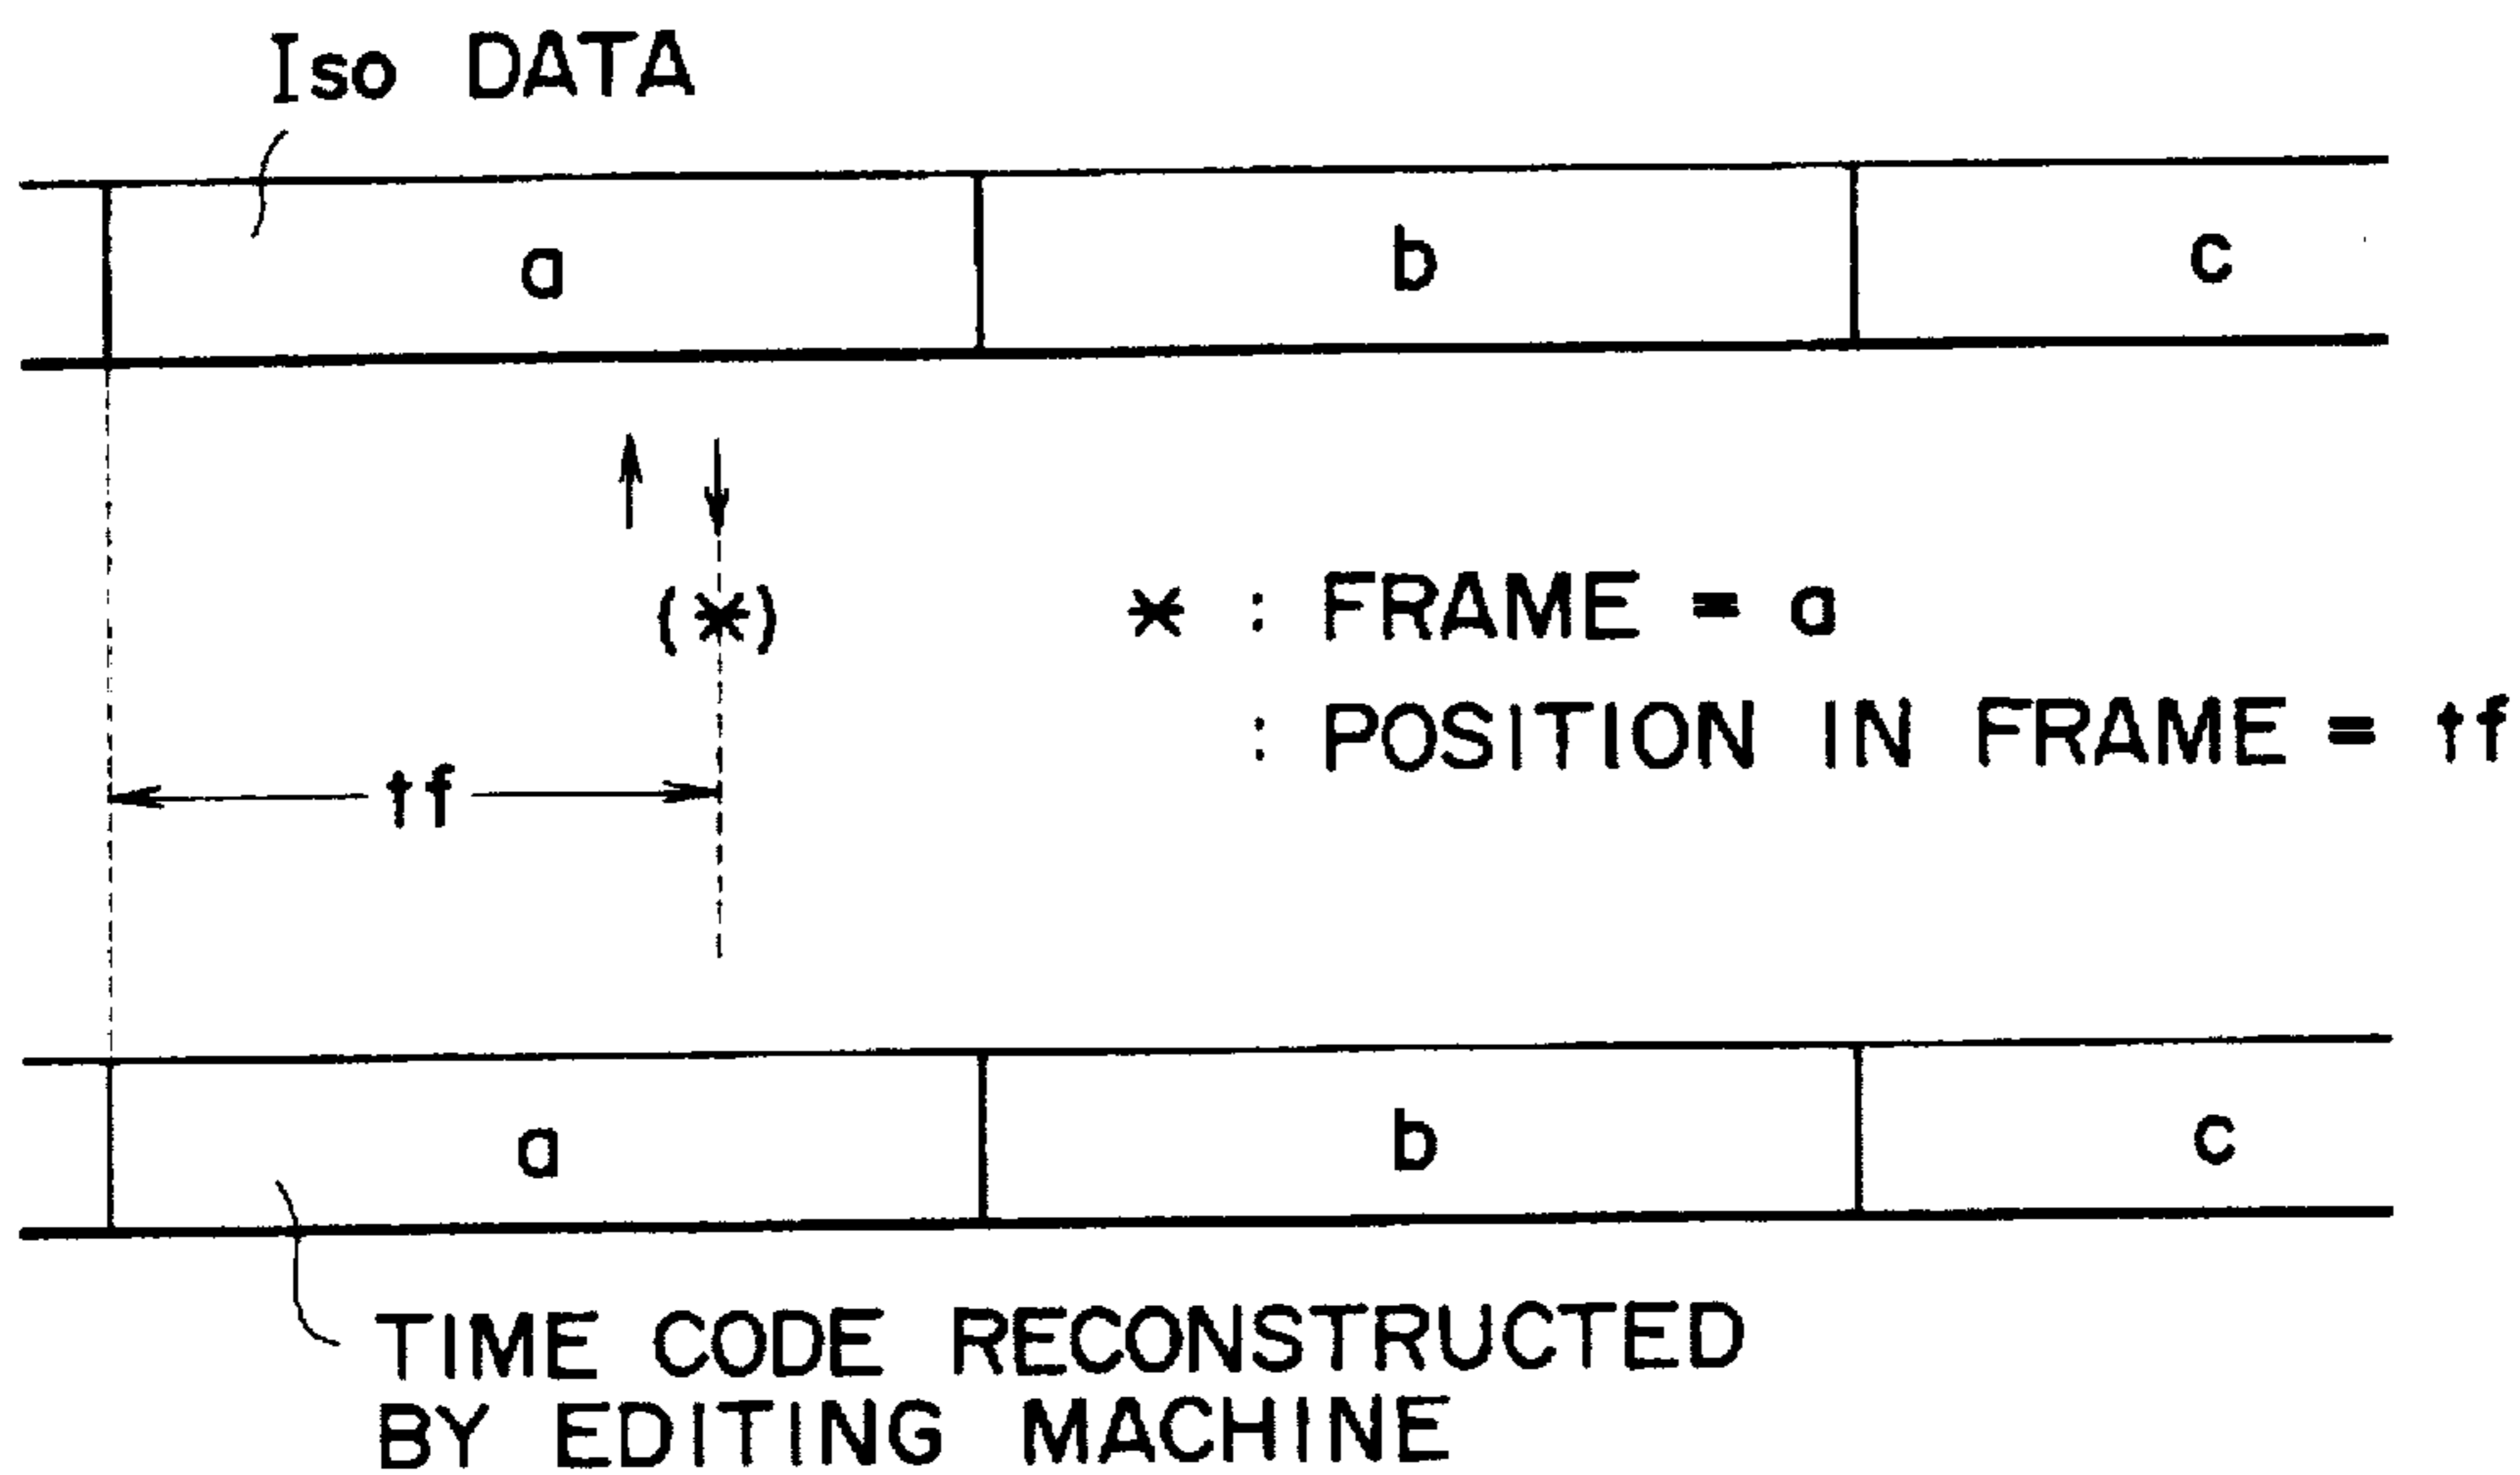 Iso DATA
a b c
(*)
* : FRAME = a
: POSITION IN FRAME = tf
tf
a b c
TIME CODE RECONSTRUCTED
BY EDITING MACHINE